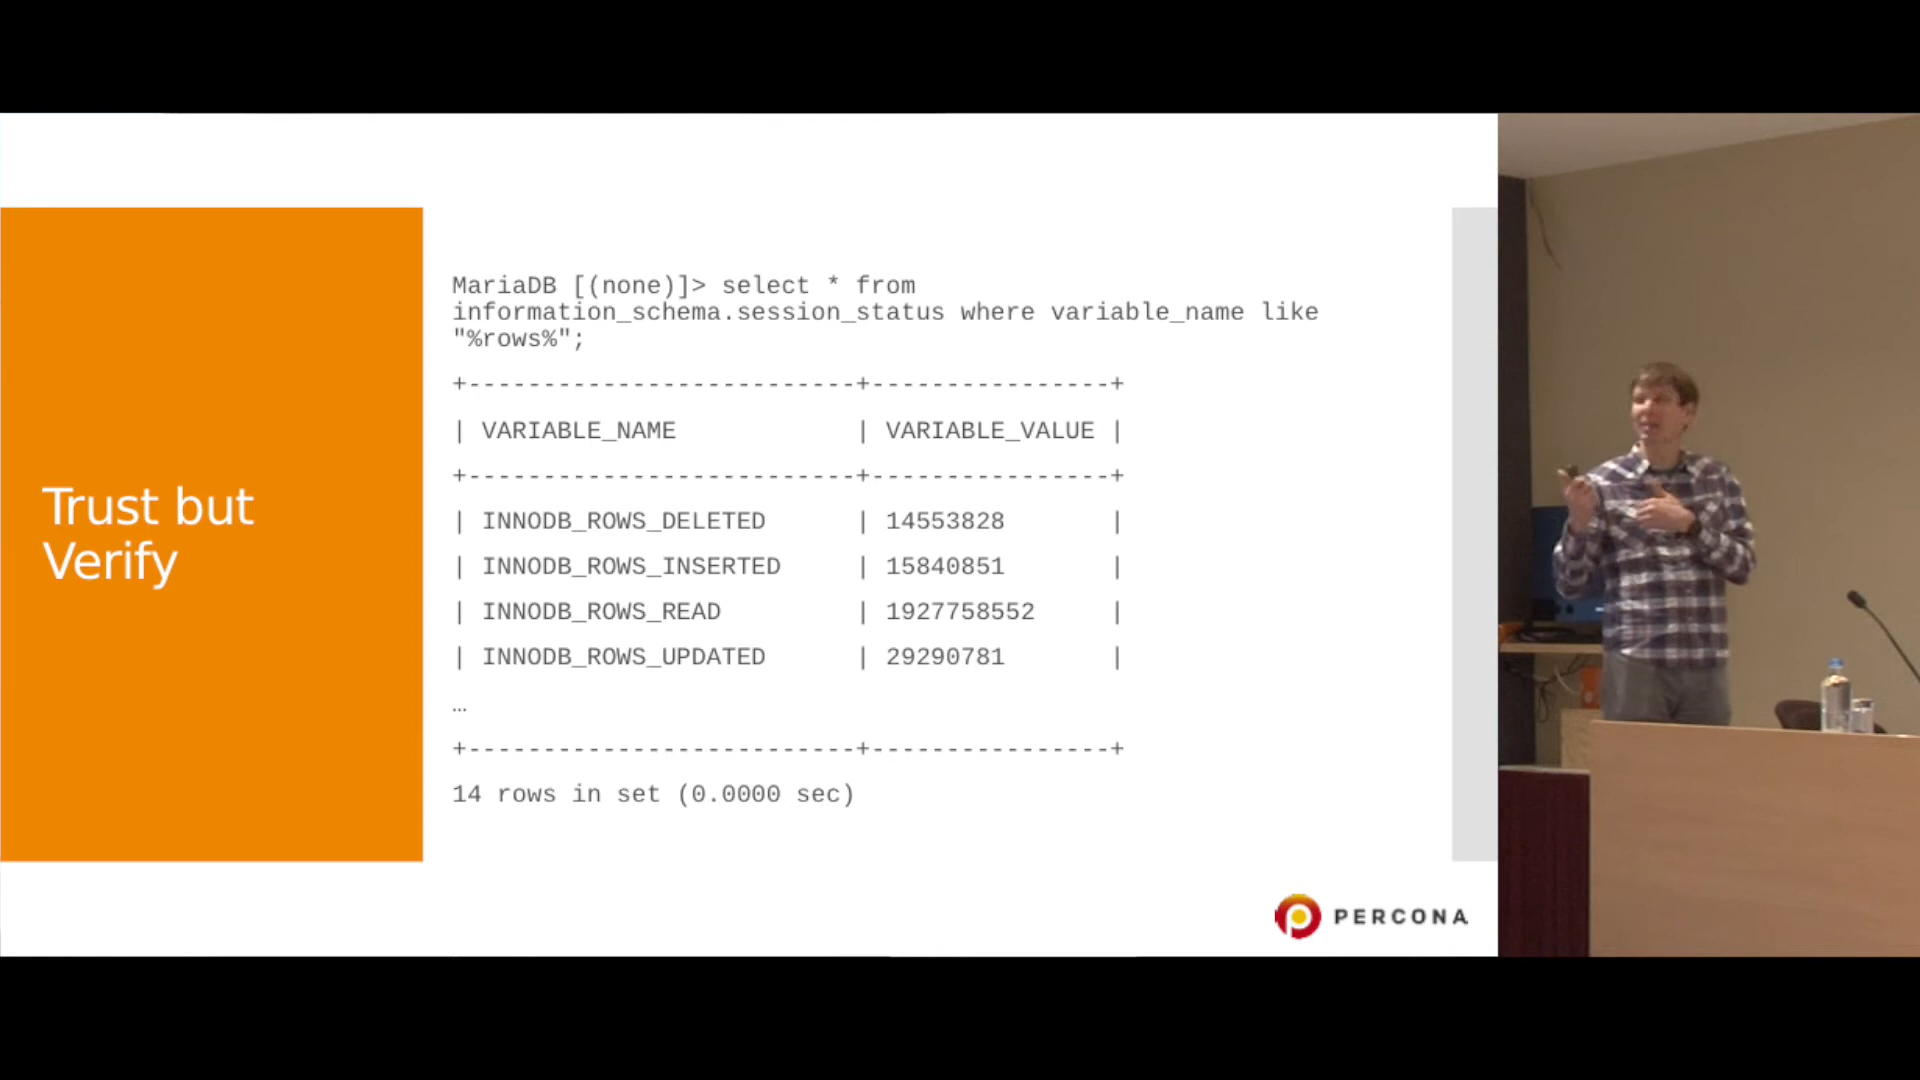 Trust but
Verify
MariaDB [(none)]> select * from
information_schema.session_status where variable_name like
"%rows%";
+--------------------------+----------------+
| VARIABLE_NAME            | VARIABLE_VALUE |
+--------------------------+----------------+
| INNODB_ROWS_DELETED      | 14553828       |
| INNODB_ROWS_INSERTED     | 15840851       |
| INNODB_ROWS_READ         | 1927758552     |
| INNODB_ROWS_UPDATED      | 29290781       |
…
+--------------------------+----------------+
14 rows in set (0.0000 sec)
PERCONA